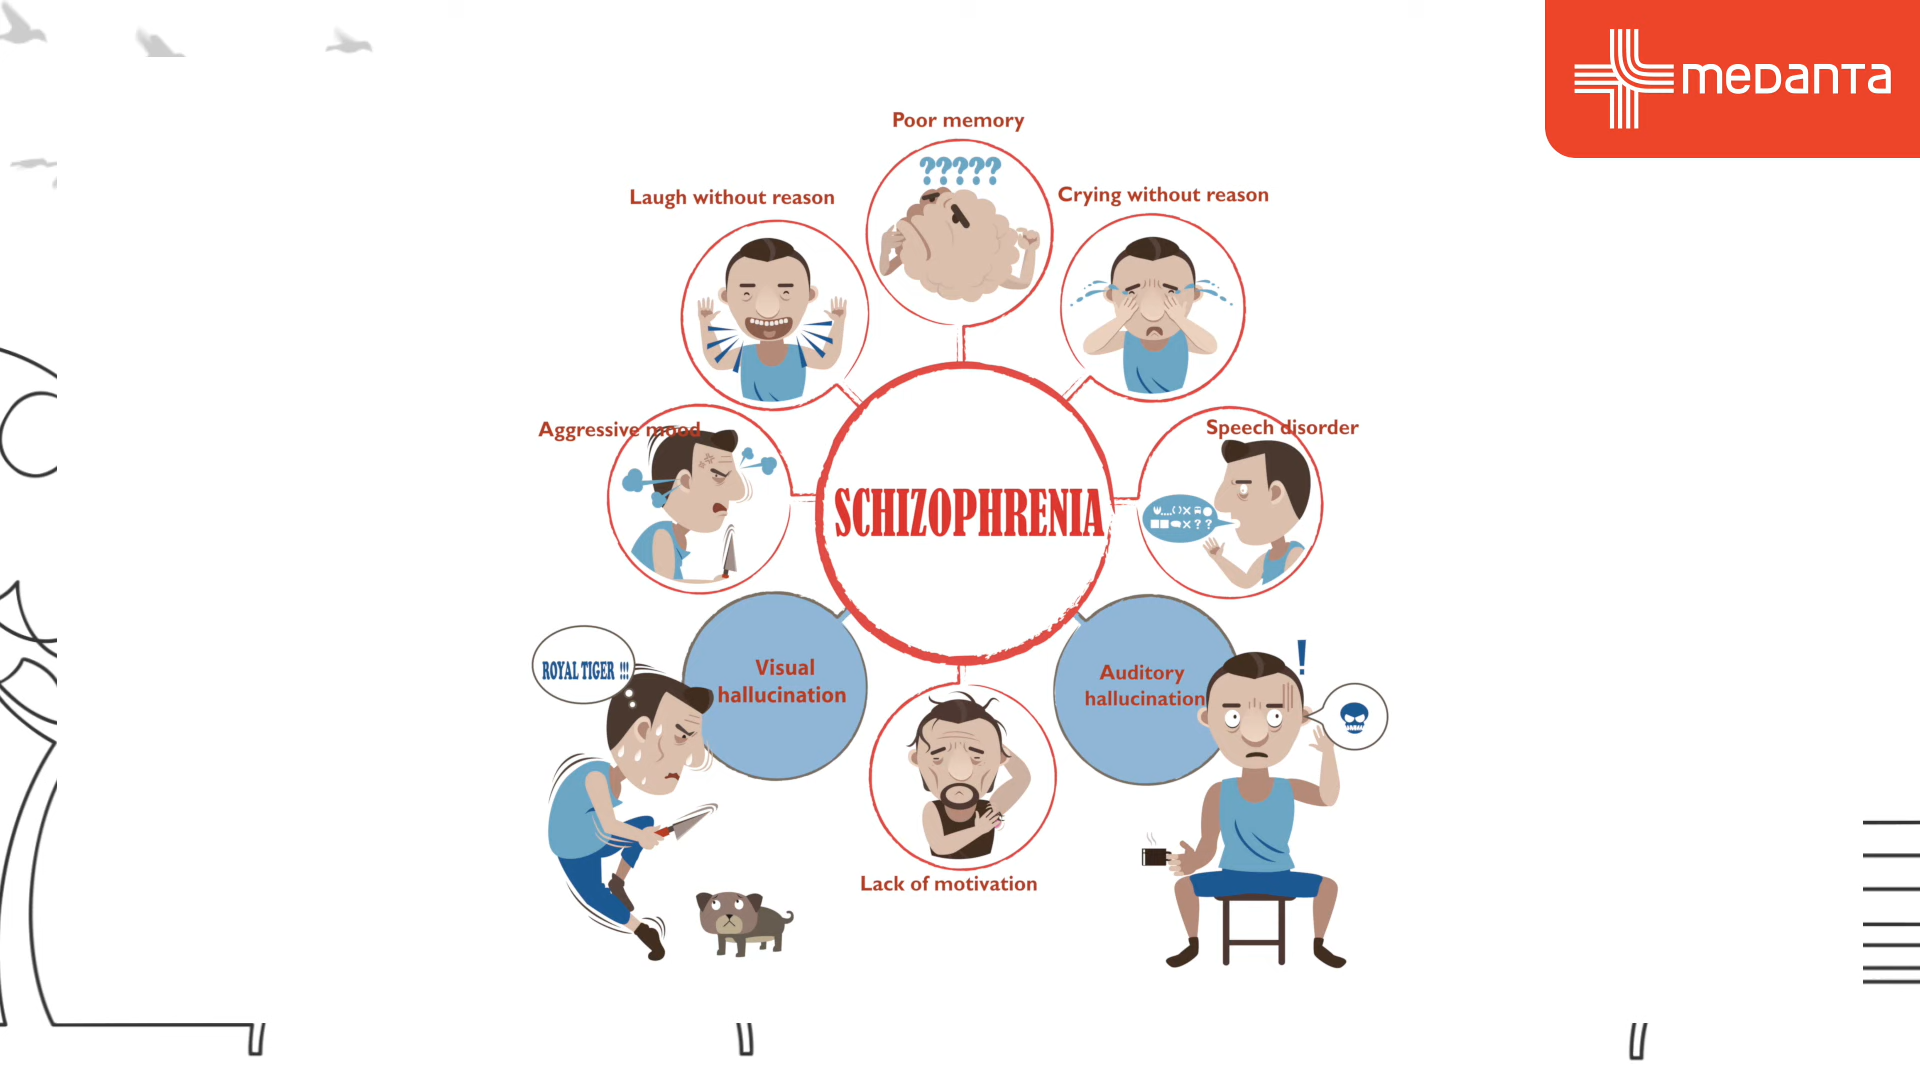 meDanTa
Poor memory
?????
Laugh without reason
Crying without reason
Aggressive mood
Speech disorder
SCHIZOPHRENIA
? ?
ROYAL TIGER !!!
Visual
hallucination
Auditory
hallucination
!
Lack of motivation